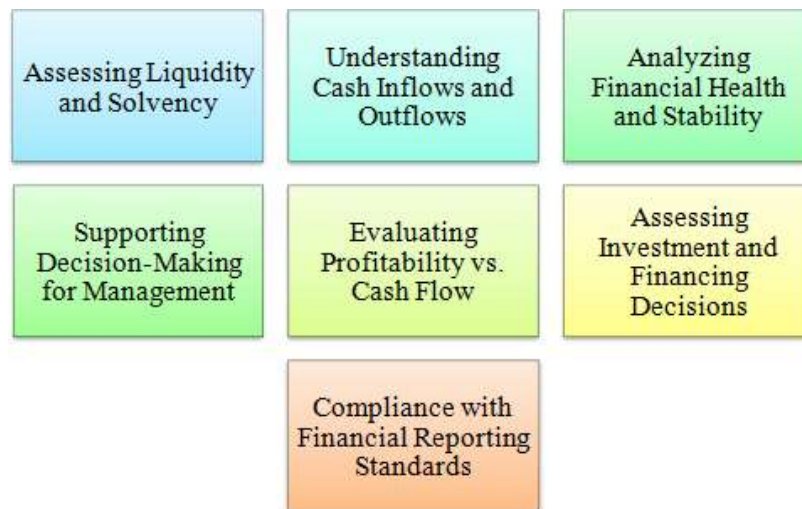 Assessing Liquidity
and Solvency
Understanding
Cash Inflows and
Outflows
Analyzing
Financial Health
and Stability
Supporting
Decision-Making
for Management
Evaluating
Profitability vs.
Cash Flow
Assessing
Investment and
Financing
Decisions
Compliance with
Financial Reporting
Standards